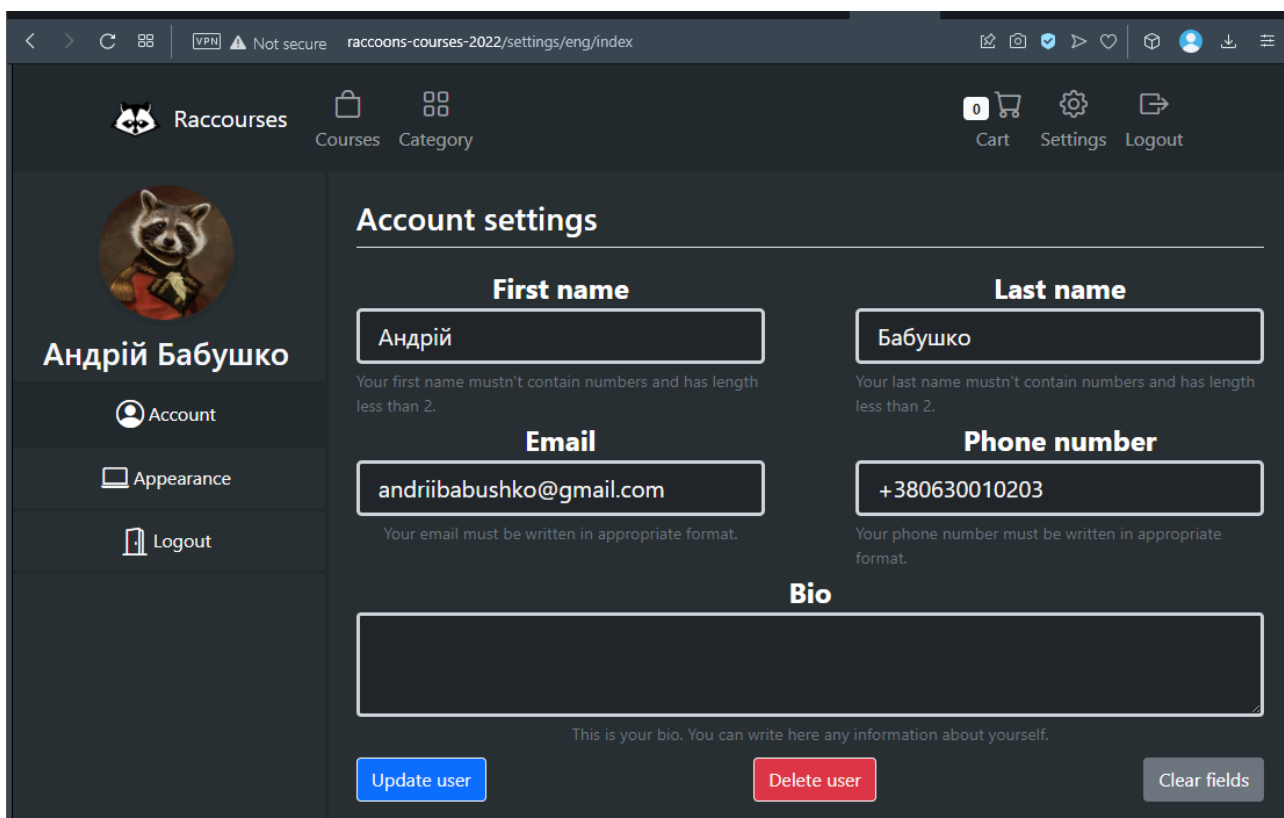 VPN Not secure raccoons-courses-2022/settings/eng/index
Raccourses
Courses Category
0
Cart Settings Logout
Андрій Бабушко
Account
Appearance
Logout
Account settings
First name
Андрій
Your first name mustn't contain numbers and has length
less than 2.
Last name
Бабушко
Your last name mustn't contain numbers and has length
less than 2.
Email
andriibabushko@gmail.com
Your email must be written in appropriate format.
Phone number
+380630010203
Your phone number must be written in appropriate
format.
Bio
This is your bio. You can write here any information about yourself.
Update user Delete user Clear fields